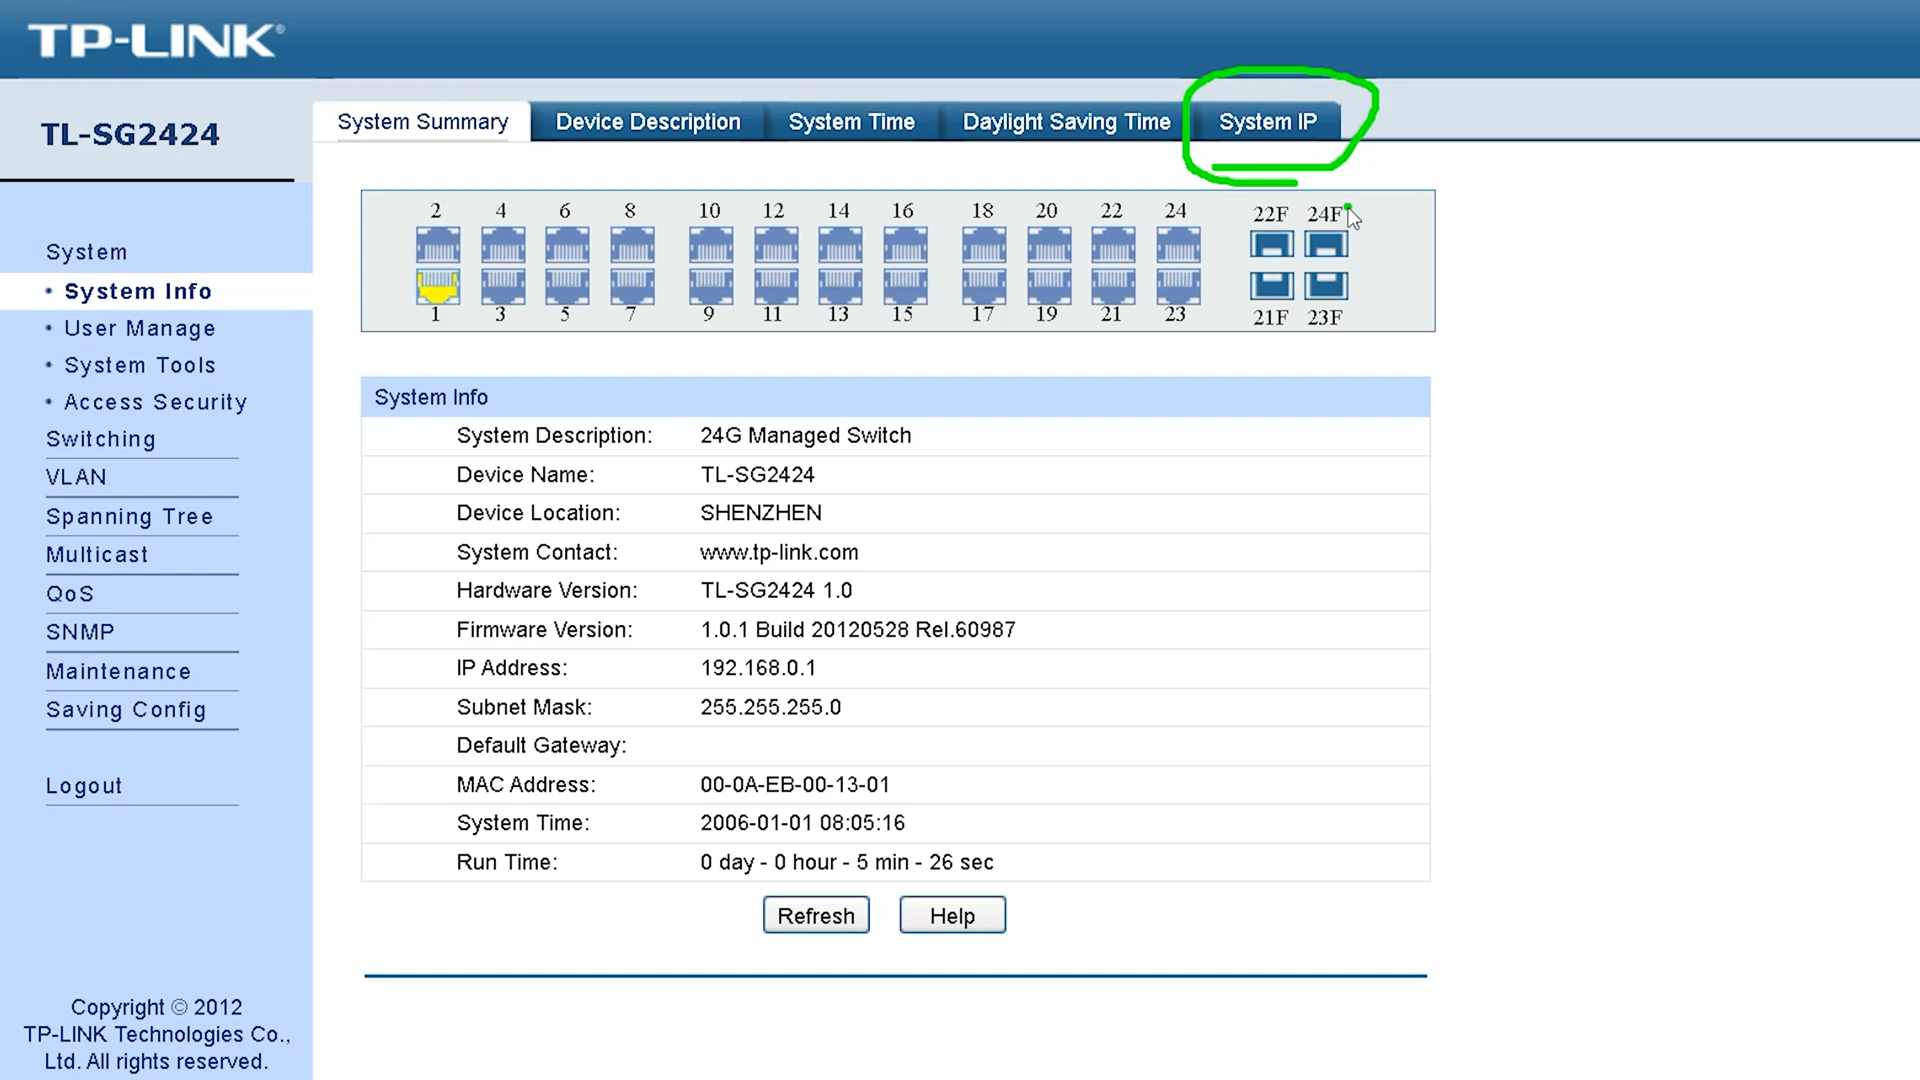 TP-LINK®
TL-SG2424
System Summary Device Description System Time Daylight Saving Time System IP
2 4 6 8 10 12 14 16 18 20 22 24 22F 24F
1 3 5 7 9 11 13 15 17 19 21 23 21F 23F
System
• System Info
• User Manage
• System Tools
• Access Security
Switching
VLAN
Spanning Tree
Multicast
QoS
SNMP
Maintenance
Saving Config
Logout
System Info
System Description: 24G Managed Switch
Device Name: TL-SG2424
Device Location: SHENZHEN
System Contact: www.tp-link.com
Hardware Version: TL-SG2424 1.0
Firmware Version: 1.0.1 Build 20120528 Rel.60987
IP Address: 192.168.0.1
Subnet Mask: 255.255.255.0
Default Gateway:
MAC Address: 00-0A-EB-00-13-01
System Time: 2006-01-01 08:05:16
Run Time: 0 day - 0 hour - 5 min - 26 sec
Refresh Help
Copyright © 2012
TP-LINK Technologies Co.,
Ltd. All rights reserved.